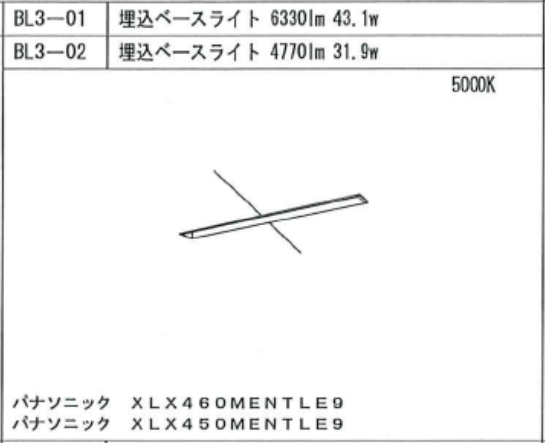 BL3―01 埋込ベースライト 6330lm 43.1w
BL3―02 埋込ベースライト 4770lm 31.9w
5000K
パナソニック ＸＬＸ４６０ＭＥＮＴＬＥ９
パナソニック ＸＬＸ４５０ＭＥＮＴＬＥ９